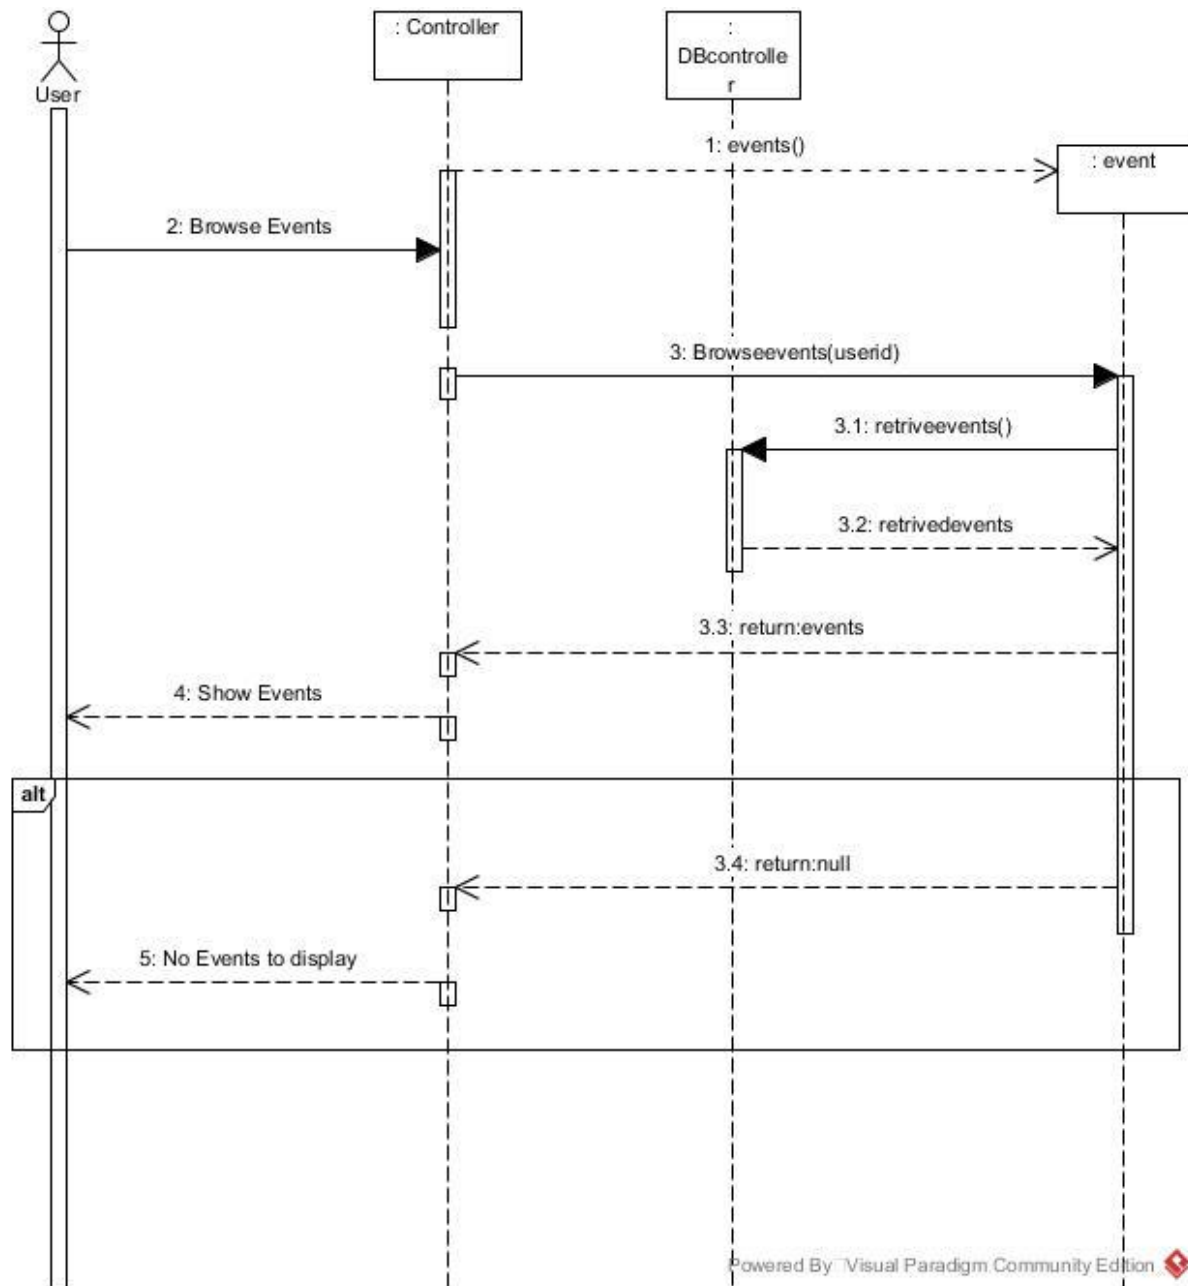 User
: Controller
:
DBcontrolle
r
1: events()
: event
2: Browse Events
3: Browseevents(userid)
3.1: retriveevents()
3.2: retrivedevents
3.3: return:events
4: Show Events
alt
3.4: return:null
5: No Events to display
Powered By Visual Paradigm Community Edition